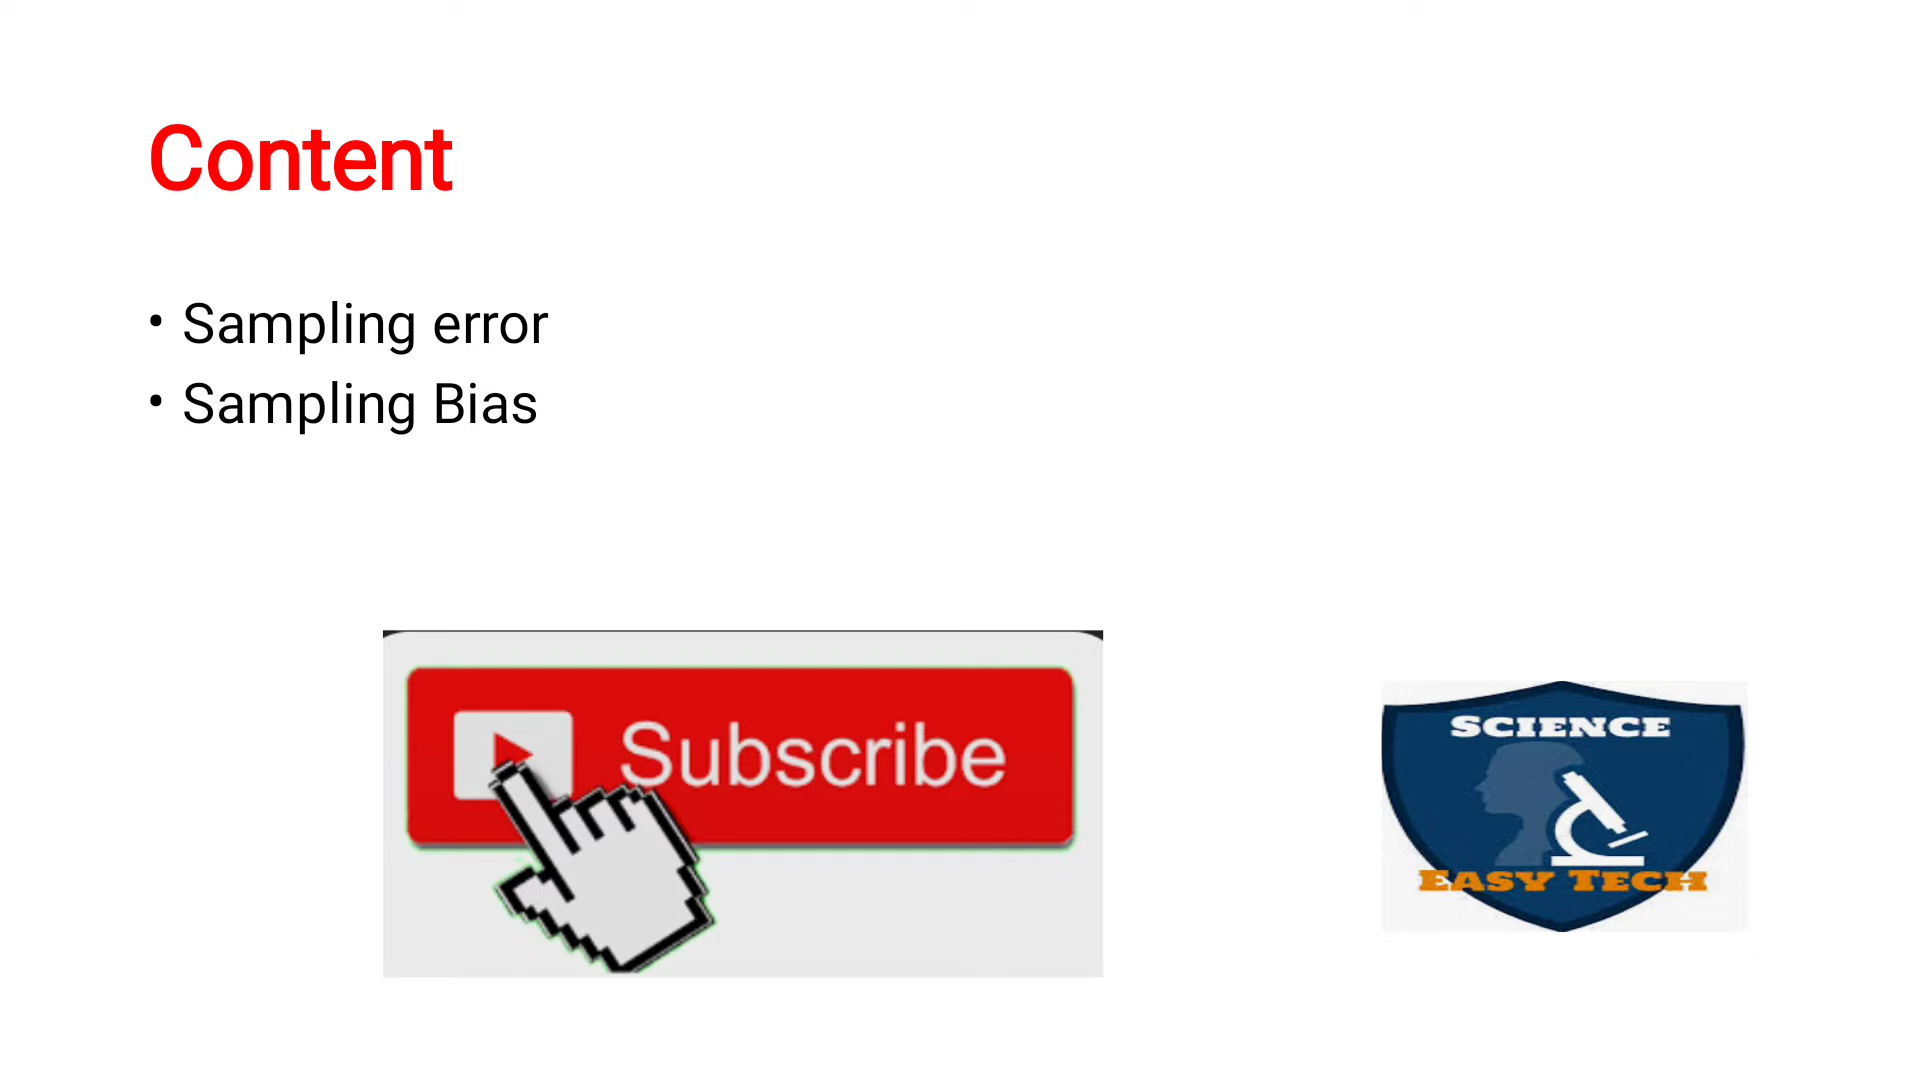 Content
• Sampling error
• Sampling Bias
Subscribe
SCIENCE
EASY TECH